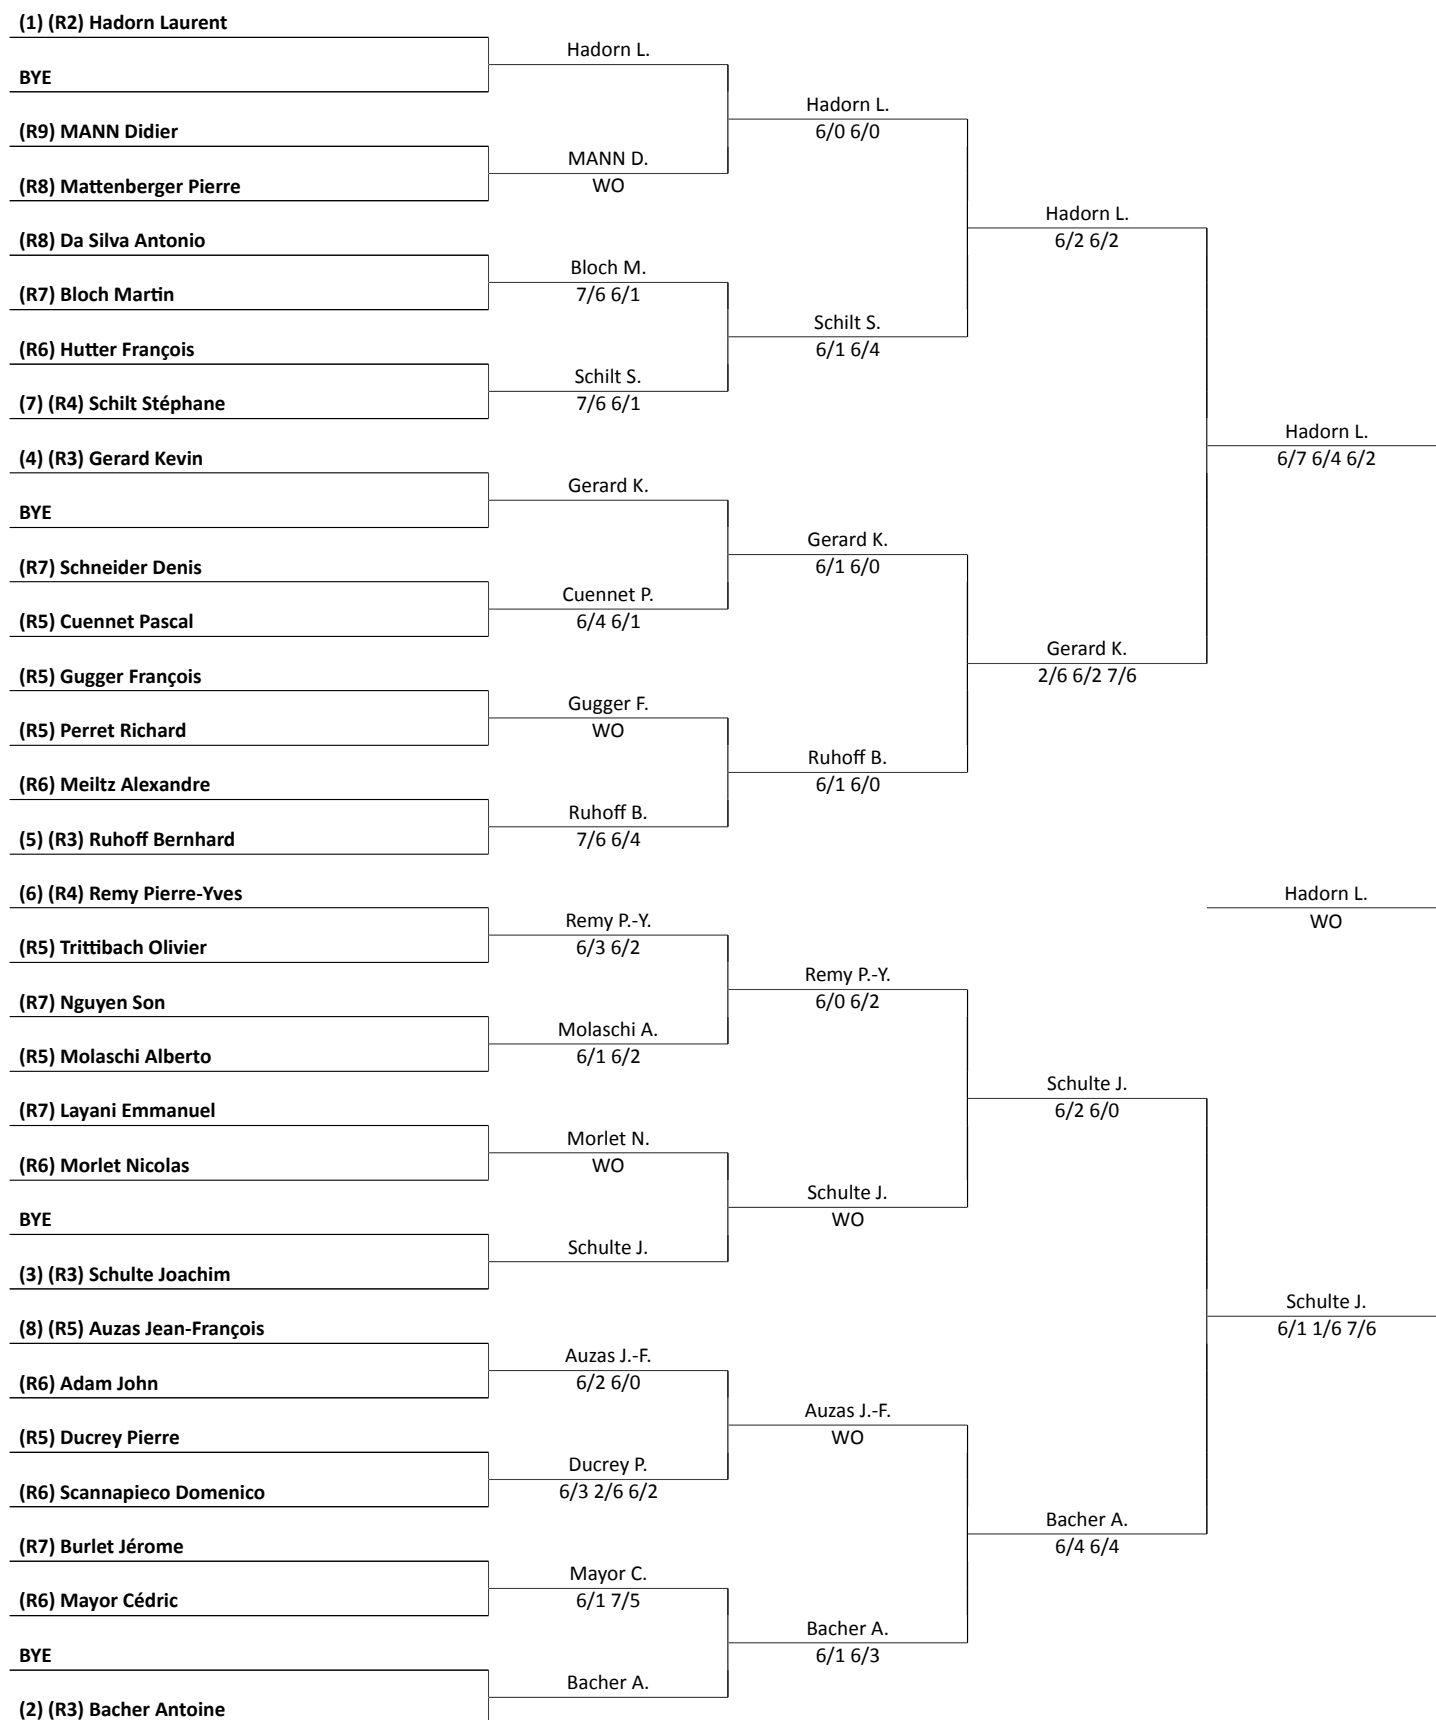 (1) (R2) Hadorn Laurent
Hadorn L.
BYE
Hadorn L.
6/0 6/0
(R9) MANN Didier
MANN D.
WO
(R8) Mattenberger Pierre
Hadorn L.
6/2 6/2
(R8) Da Silva Antonio
Bloch M.
7/6 6/1
(R7) Bloch Martin
Schilt S.
6/1 6/4
(R6) Hutter François
Schilt S.
7/6 6/1
(7) (R4) Schilt Stéphane
Hadorn L.
6/7 6/4 6/2
(4) (R3) Gerard Kevin
Gerard K.
BYE
Gerard K.
6/1 6/0
(R7) Schneider Denis
Cuennet P.
6/4 6/1
(R5) Cuennet Pascal
Gerard K.
2/6 6/2 7/6
(R5) Gugger François
Gugger F.
WO
(R5) Perret Richard
Ruhoff B.
6/1 6/0
(R6) Meiltz Alexandre
Ruhoff B.
7/6 6/4
(5) (R3) Ruhoff Bernhard
Hadorn L.
WO
(6) (R4) Remy Pierre-Yves
Remy P.-Y.
6/3 6/2
(R5) Trittibach Olivier
Remy P.-Y.
6/0 6/2
(R7) Nguyen Son
Molaschi A.
6/1 6/2
(R5) Molaschi Alberto
Schulte J.
6/2 6/0
(R7) Layani Emmanuel
Morlet N.
WO
(R6) Morlet Nicolas
Schulte J.
WO
BYE
Schulte J.
(3) (R3) Schulte Joachim
Schulte J.
6/1 1/6 7/6
(8) (R5) Auzas Jean-François
Auzas J.-F.
6/2 6/0
(R6) Adam John
Auzas J.-F.
WO
(R5) Ducrey Pierre
Ducrey P.
6/3 2/6 6/2
(R6) Scannapieco Domenico
Bacher A.
6/4 6/4
(R7) Burlet Jérome
Mayor C.
6/1 7/5
(R6) Mayor Cédric
Bacher A.
6/1 6/3
BYE
Bacher A.
(2) (R3) Bacher Antoine